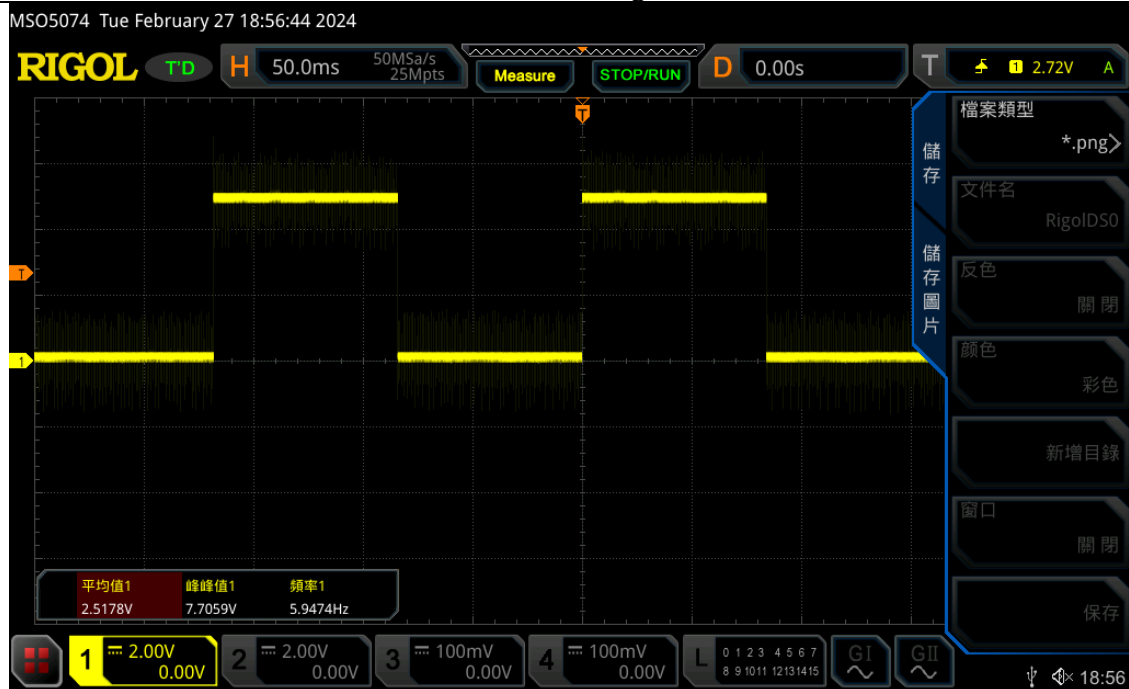 MSO5074 Tue February 27 18:56:44 2024
RIGOL T'D H 50.0ms 50MSa/s 25Mpts Measure STOP/RUN D 0.00s T 1 2.72V A
T
T
1
儲存
儲存圖片
檔案類型
*.png
文件名
RigolDS0
反色
關閉
颜色
彩色
新增目錄
窗口
關閉
保存
平均值1 峰峰值1 頻率1
2.5178V 7.7059V 5.9474Hz
1 2.00V 0.00V
2 2.00V 0.00V
3 100mV 0.00V
4 100mV 0.00V
L 0 1 2 3 4 5 6 7
8 9 10 11 12 13 14 15
GI
GII
18:56